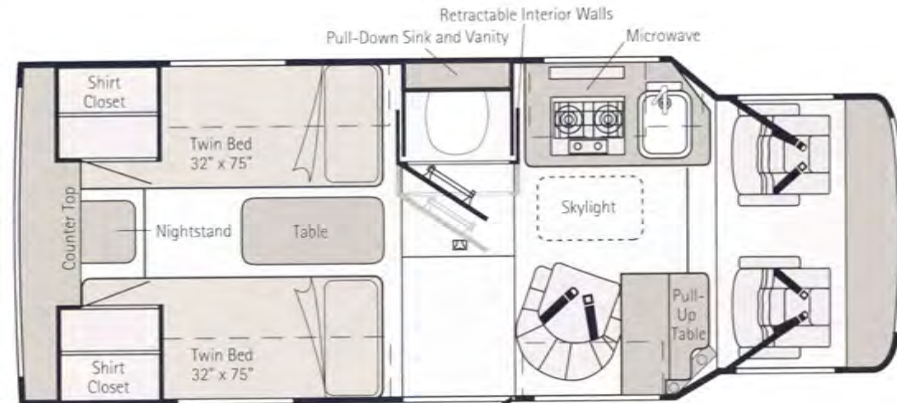 Retractable Interior Walls
Pull-Down Sink and Vanity
Microwave
Shirt
Closet
Twin Bed
32" x 75"
Skylight
Counter Top
Nightstand
Table
Pull-
Up
Table
Twin Bed
32" x 75"
Shirt
Closet